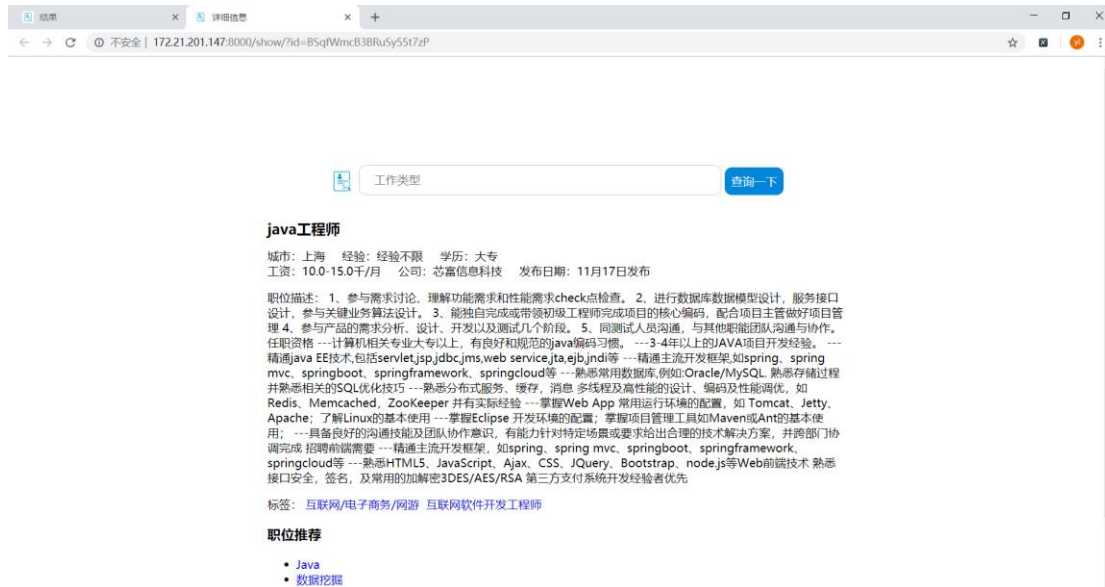 结果
详细信息
不安全 | 172.21.201.147:8000/show/?id=BSqfWmcB3BRuSy55t7zP
yl
工作类型
查询一下
java工程师
城市：上海 经验：经验不限 学历：大专
工资：10.0-15.0千/月 公司：芯富信息科技 发布日期：11月17日发布
职位描述： 1、参与需求讨论、理解功能需求和性能需求check点检查。 2、进行数据库数据模型设计，服务接口
设计，参与关键业务算法设计。 3、能独自完成或带领初级工程师完成项目的核心编码，配合项目主管做好项目管
理 4、参与产品的需求分析、设计、开发以及测试几个阶段。 5、同测试人员沟通，与其他职能团队沟通与协作。
任职资格 ---计算机相关专业大专以上，有良好和规范的java编码习惯。 ---3-4年以上的JAVA项目开发经验。 ---
精通java EE技术,包括servlet,jsp,jdbc,jms,web service,jta,ejb,jndi等 ---精通主流开发框架,如spring、spring
mvc、springboot、springframework、springcloud等 ---熟悉常用数据库,例如:Oracle/MySQL. 熟悉存储过程
并熟悉相关的SQL优化技巧 ---熟悉分布式服务、缓存，消息 多线程及高性能的设计、编码及性能调优，如
Redis、Memcached、ZooKeeper 并有实际经验 ---掌握Web App 常用运行环境的配置，如 Tomcat、Jetty、
Apache；了解Linux的基本使用 ---掌握Eclipse 开发环境的配置；掌握项目管理工具如Maven或Ant的基本使
用； ---具备良好的沟通技能及团队协作意识，有能力针对特定场景或要求给出合理的技术解决方案，并跨部门协
调完成 招聘前端需要 ---精通主流开发框架，如spring、spring mvc、springboot、springframework、
springcloud等 ---熟悉HTML5、JavaScript、Ajax、CSS、JQuery、Bootstrap、node.js等Web前端技术 熟悉
接口安全，签名，及常用的加解密3DES/AES/RSA 第三方支付系统开发经验者优先
标签： 互联网/电子商务/网游 互联网软件开发工程师
职位推荐
Java
数据挖掘